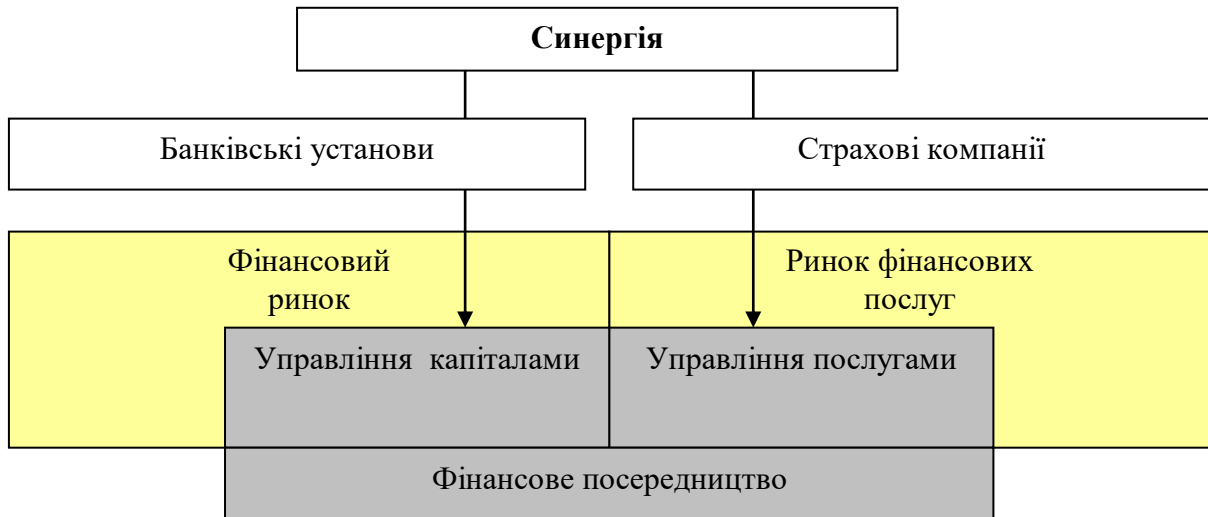 Синергія
Банківські установи
Страхові компанії
Фінансовий
ринок
Ринок фінансових
послуг
Управління капіталами
Управління послугами
Фінансове посередництво